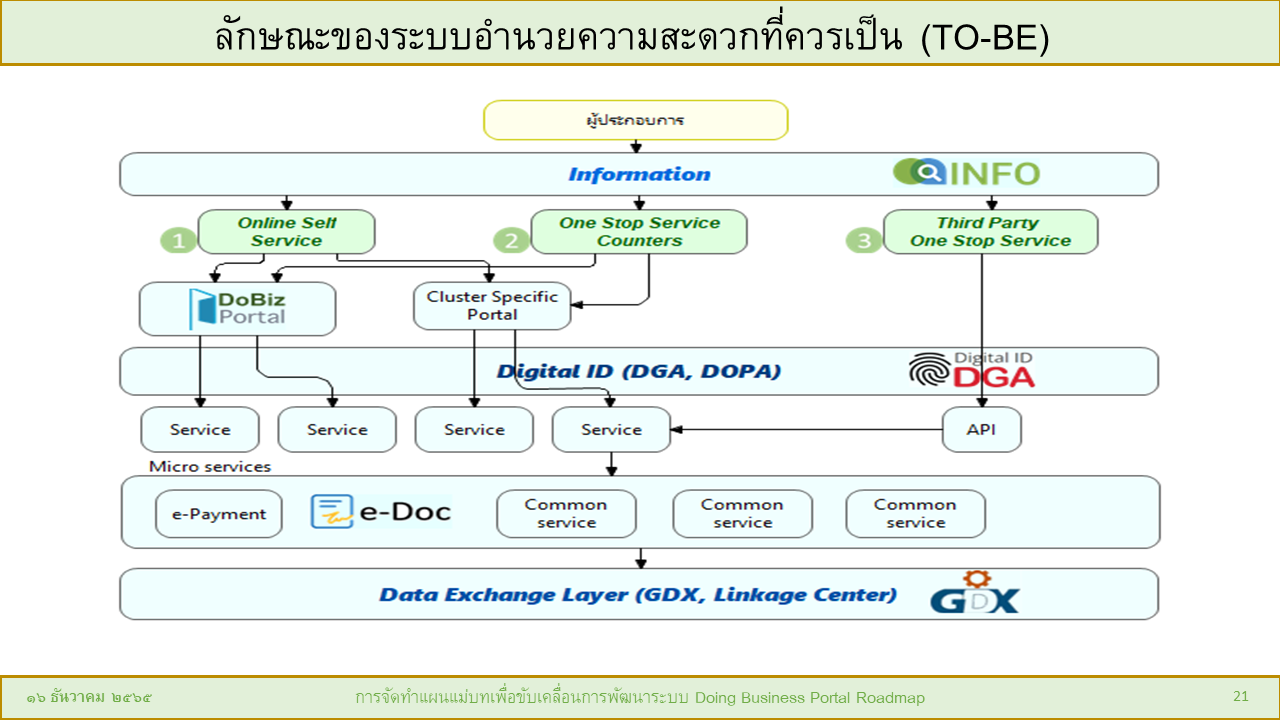 ลักษณะของระบบอำนวยความสะดวกที่ควรเป็น (TO-BE)
ผู้ประกอบการ
Information
INFO
1
Online Self
Service
2
One Stop Service
Counters
3
Third Party
One Stop Service
DoBiz
Portal
Cluster Specific
Portal
Digital ID (DGA, DOPA)
Digital ID
DGA
Service
Service
Service
Service
API
Micro services
e-Payment
e-Doc
Common
service
Common
service
Common
service
Data Exchange Layer (GDX, Linkage Center)
GDX
๑๖ ธันวาคม ๒๕๖๕
การจัดทำแผนแม่บทเพื่อขับเคลื่อนการพัฒนาระบบ Doing Business Portal Roadmap
21